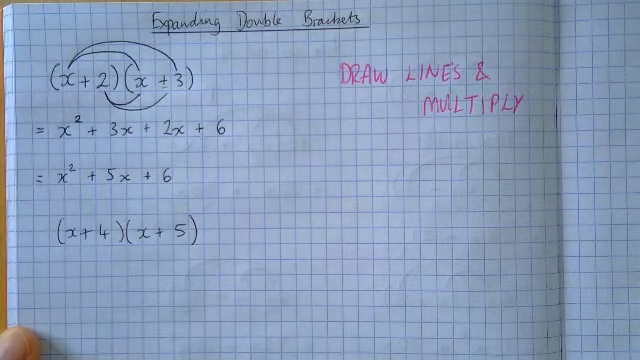 Expanding Double Brackets
(x + 2)(x + 3)
DRAW LINES &
MULTIPLY
= x² + 3x + 2x + 6
= x² + 5x + 6
(x + 4)(x + 5)